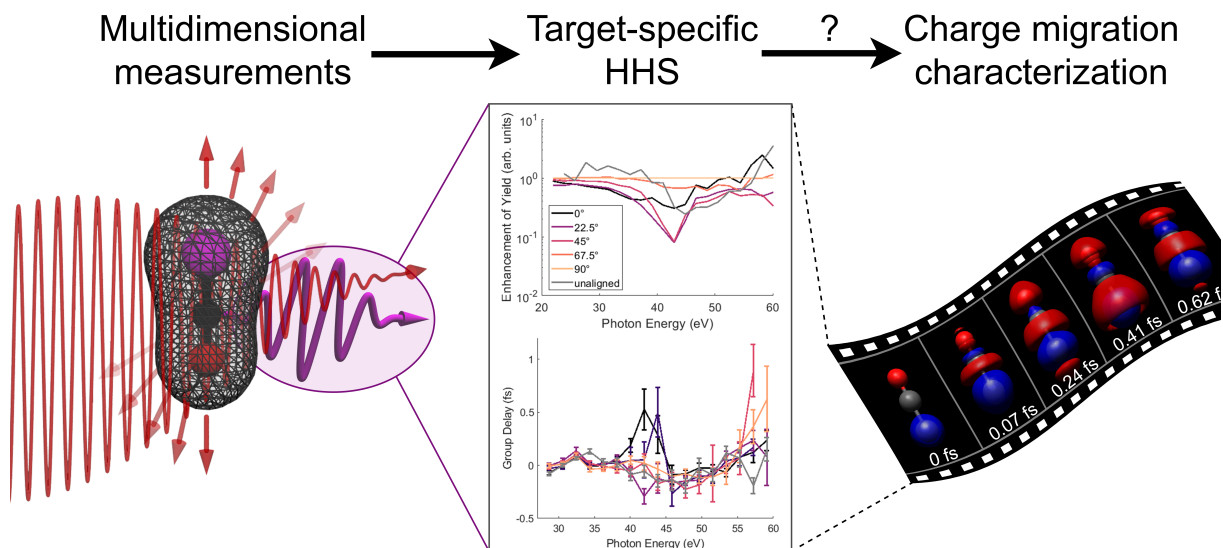 Multidimensional
measurements
Target-specific
HHS
?
Charge migration
characterization
Enhancement of Yield (arb. units)
10^1
10^0
10^-1
10^-2
0°
22.5°
45°
67.5°
90°
unaligned
20 30 40 50 60
Photon Energy (eV)
Group Delay (fs)
1
0.5
0
-0.5
30 35 40 45 50 55 60
Photon Energy (eV)
0 fs
0.07 fs
0.24 fs
0.41 fs
0.62 f